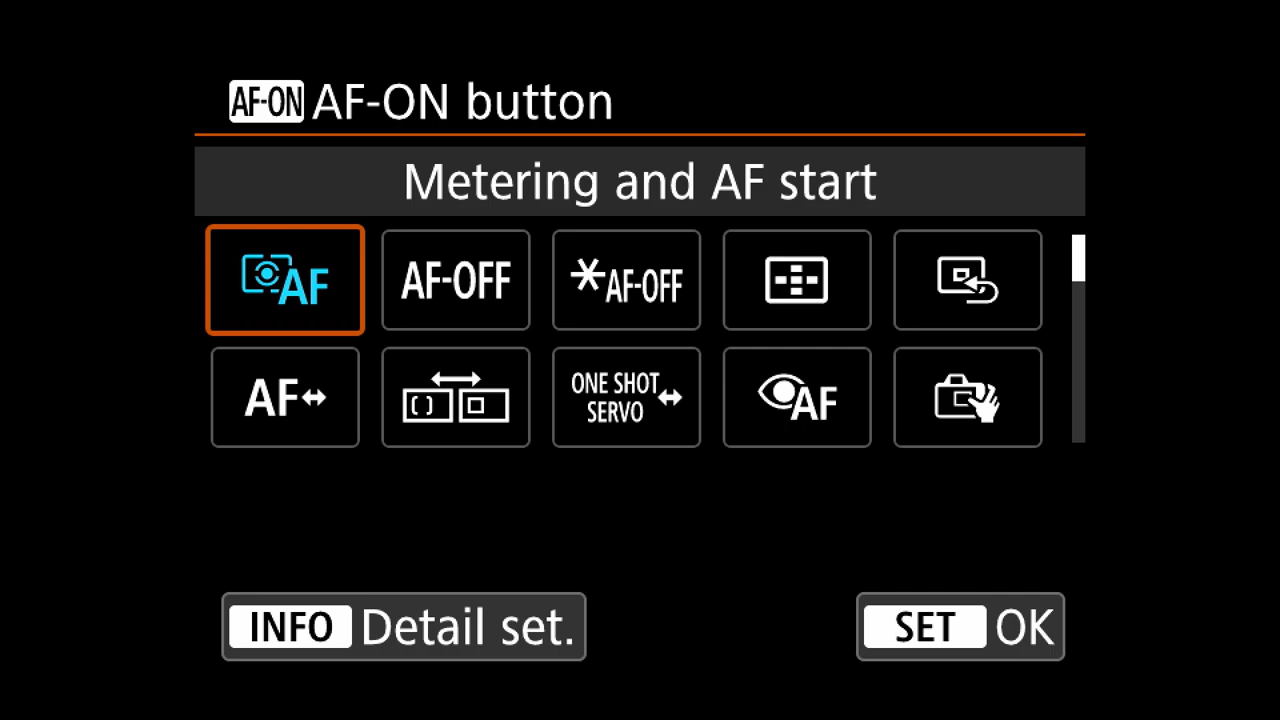 AF-ON AF-ON button
Metering and AF start
AF AF-OFF *AF-OFF
AF ONE SHOT AF
SERVO
INFO Detail set. SET OK